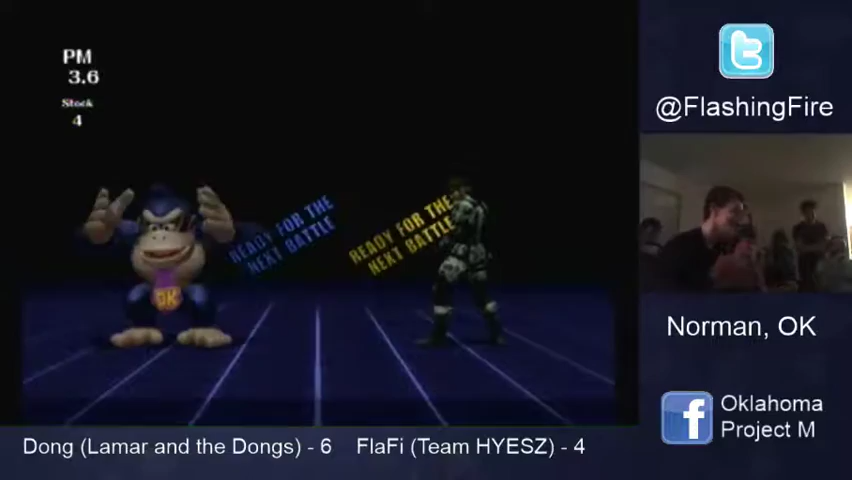 PM
3.6
Stock
4
READY FOR THE
NEXT BATTLE
READY FOR THE
NEXT BATTLE
DK
@FlashingFire
Norman, OK
Oklahoma
Project M
Dong (Lamar and the Dongs) - 6 FlaFi (Team HYESZ) - 4